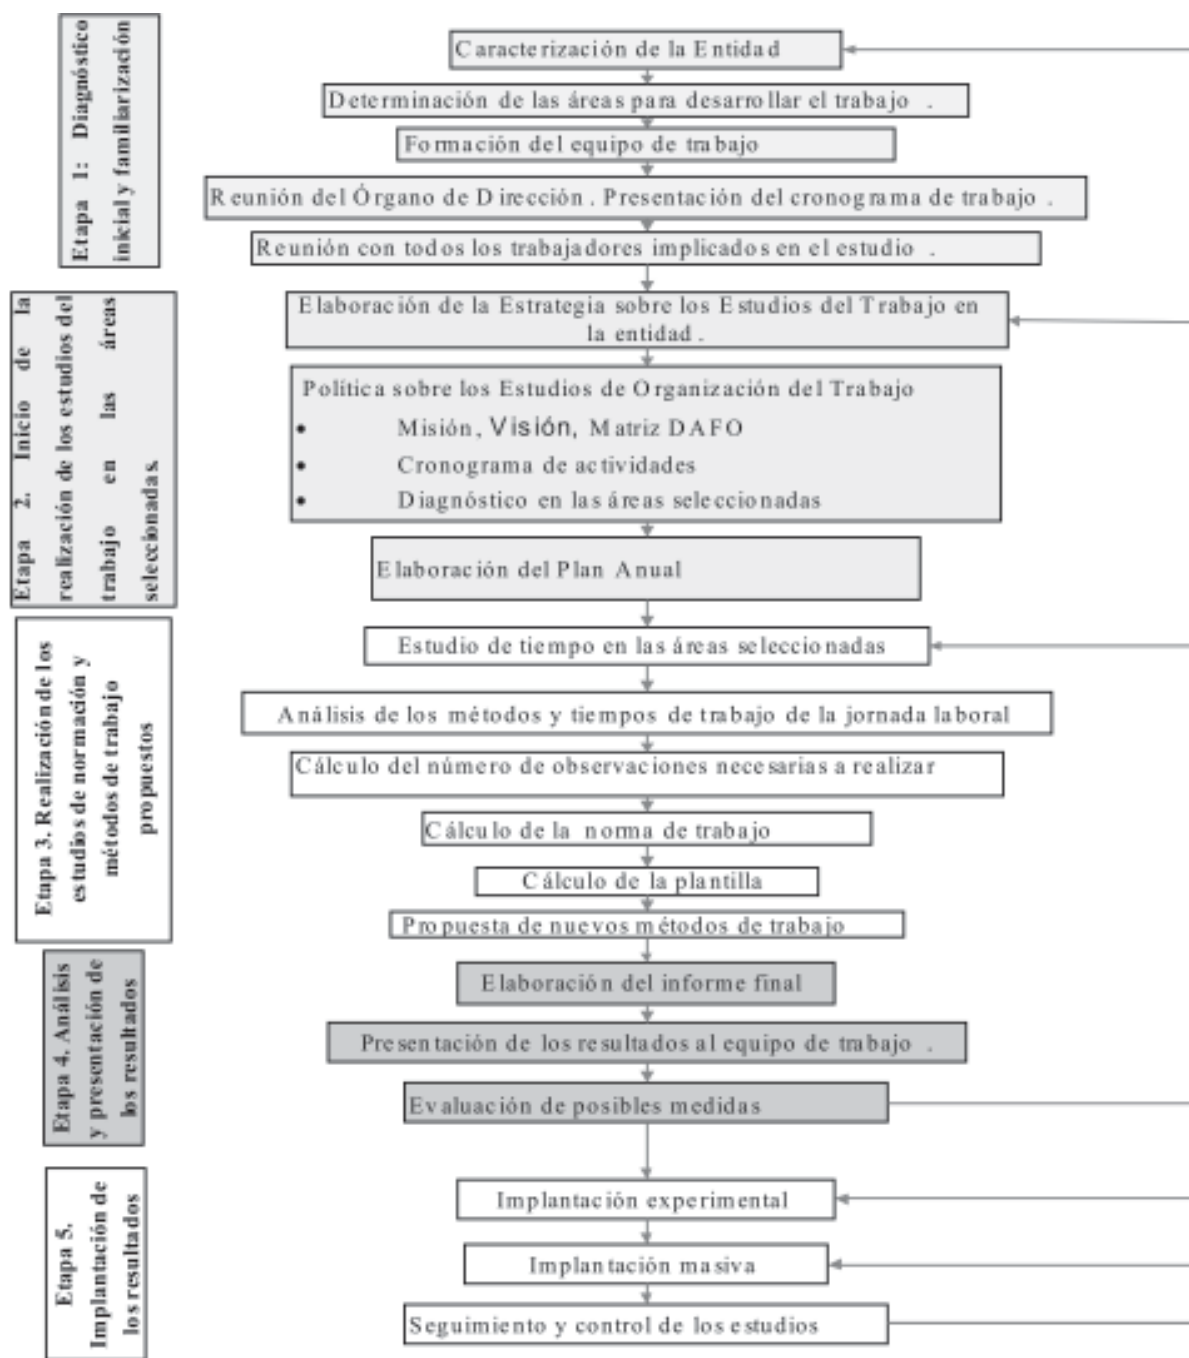 Etapa 1: Diagnóstico
inicial y familiarización
Caracterización de la Entidad
Determinación de las áreas para desarrollar el trabajo .
Formación del equipo de trabajo
Reunión del Órgano de Dirección. Presentación del cronograma de trabajo .
Reunión con todos los trabajadores implicados en el estudio .
Etapa 2. Inicio de la
realización de los estudios del
trabajo en las áreas
seleccionadas.
Elaboración de la Estrategia sobre los Estudios del Trabajo en
la entidad.
Política sobre los Estudios de Organización del Trabajo
• Misión, Visión, Matriz DAFO
• Cronograma de actividades
• Diagnóstico en las áreas seleccionadas
Elaboración del Plan Anual
Etapa 3. Realización de los
estudios de normación y
métodos de trabajo
propuestos
Estudio de tiempo en las áreas seleccionadas
Análisis de los métodos y tiempos de trabajo de la jornada laboral
Cálculo del número de observaciones necesarias a realizar
Cálculo de la norma de trabajo
Cálculo de la plantilla
Propuesta de nuevos métodos de trabajo
Etapa 4. Análisis
y presentación de
los resultados
Elaboración del informe final
Presentación de los resultados al equipo de trabajo .
Evaluación de posibles medidas
Etapa 5.
Implantación de
los resultados
Implantación experimental
Implantación masiva
Seguimiento y control de los estudios